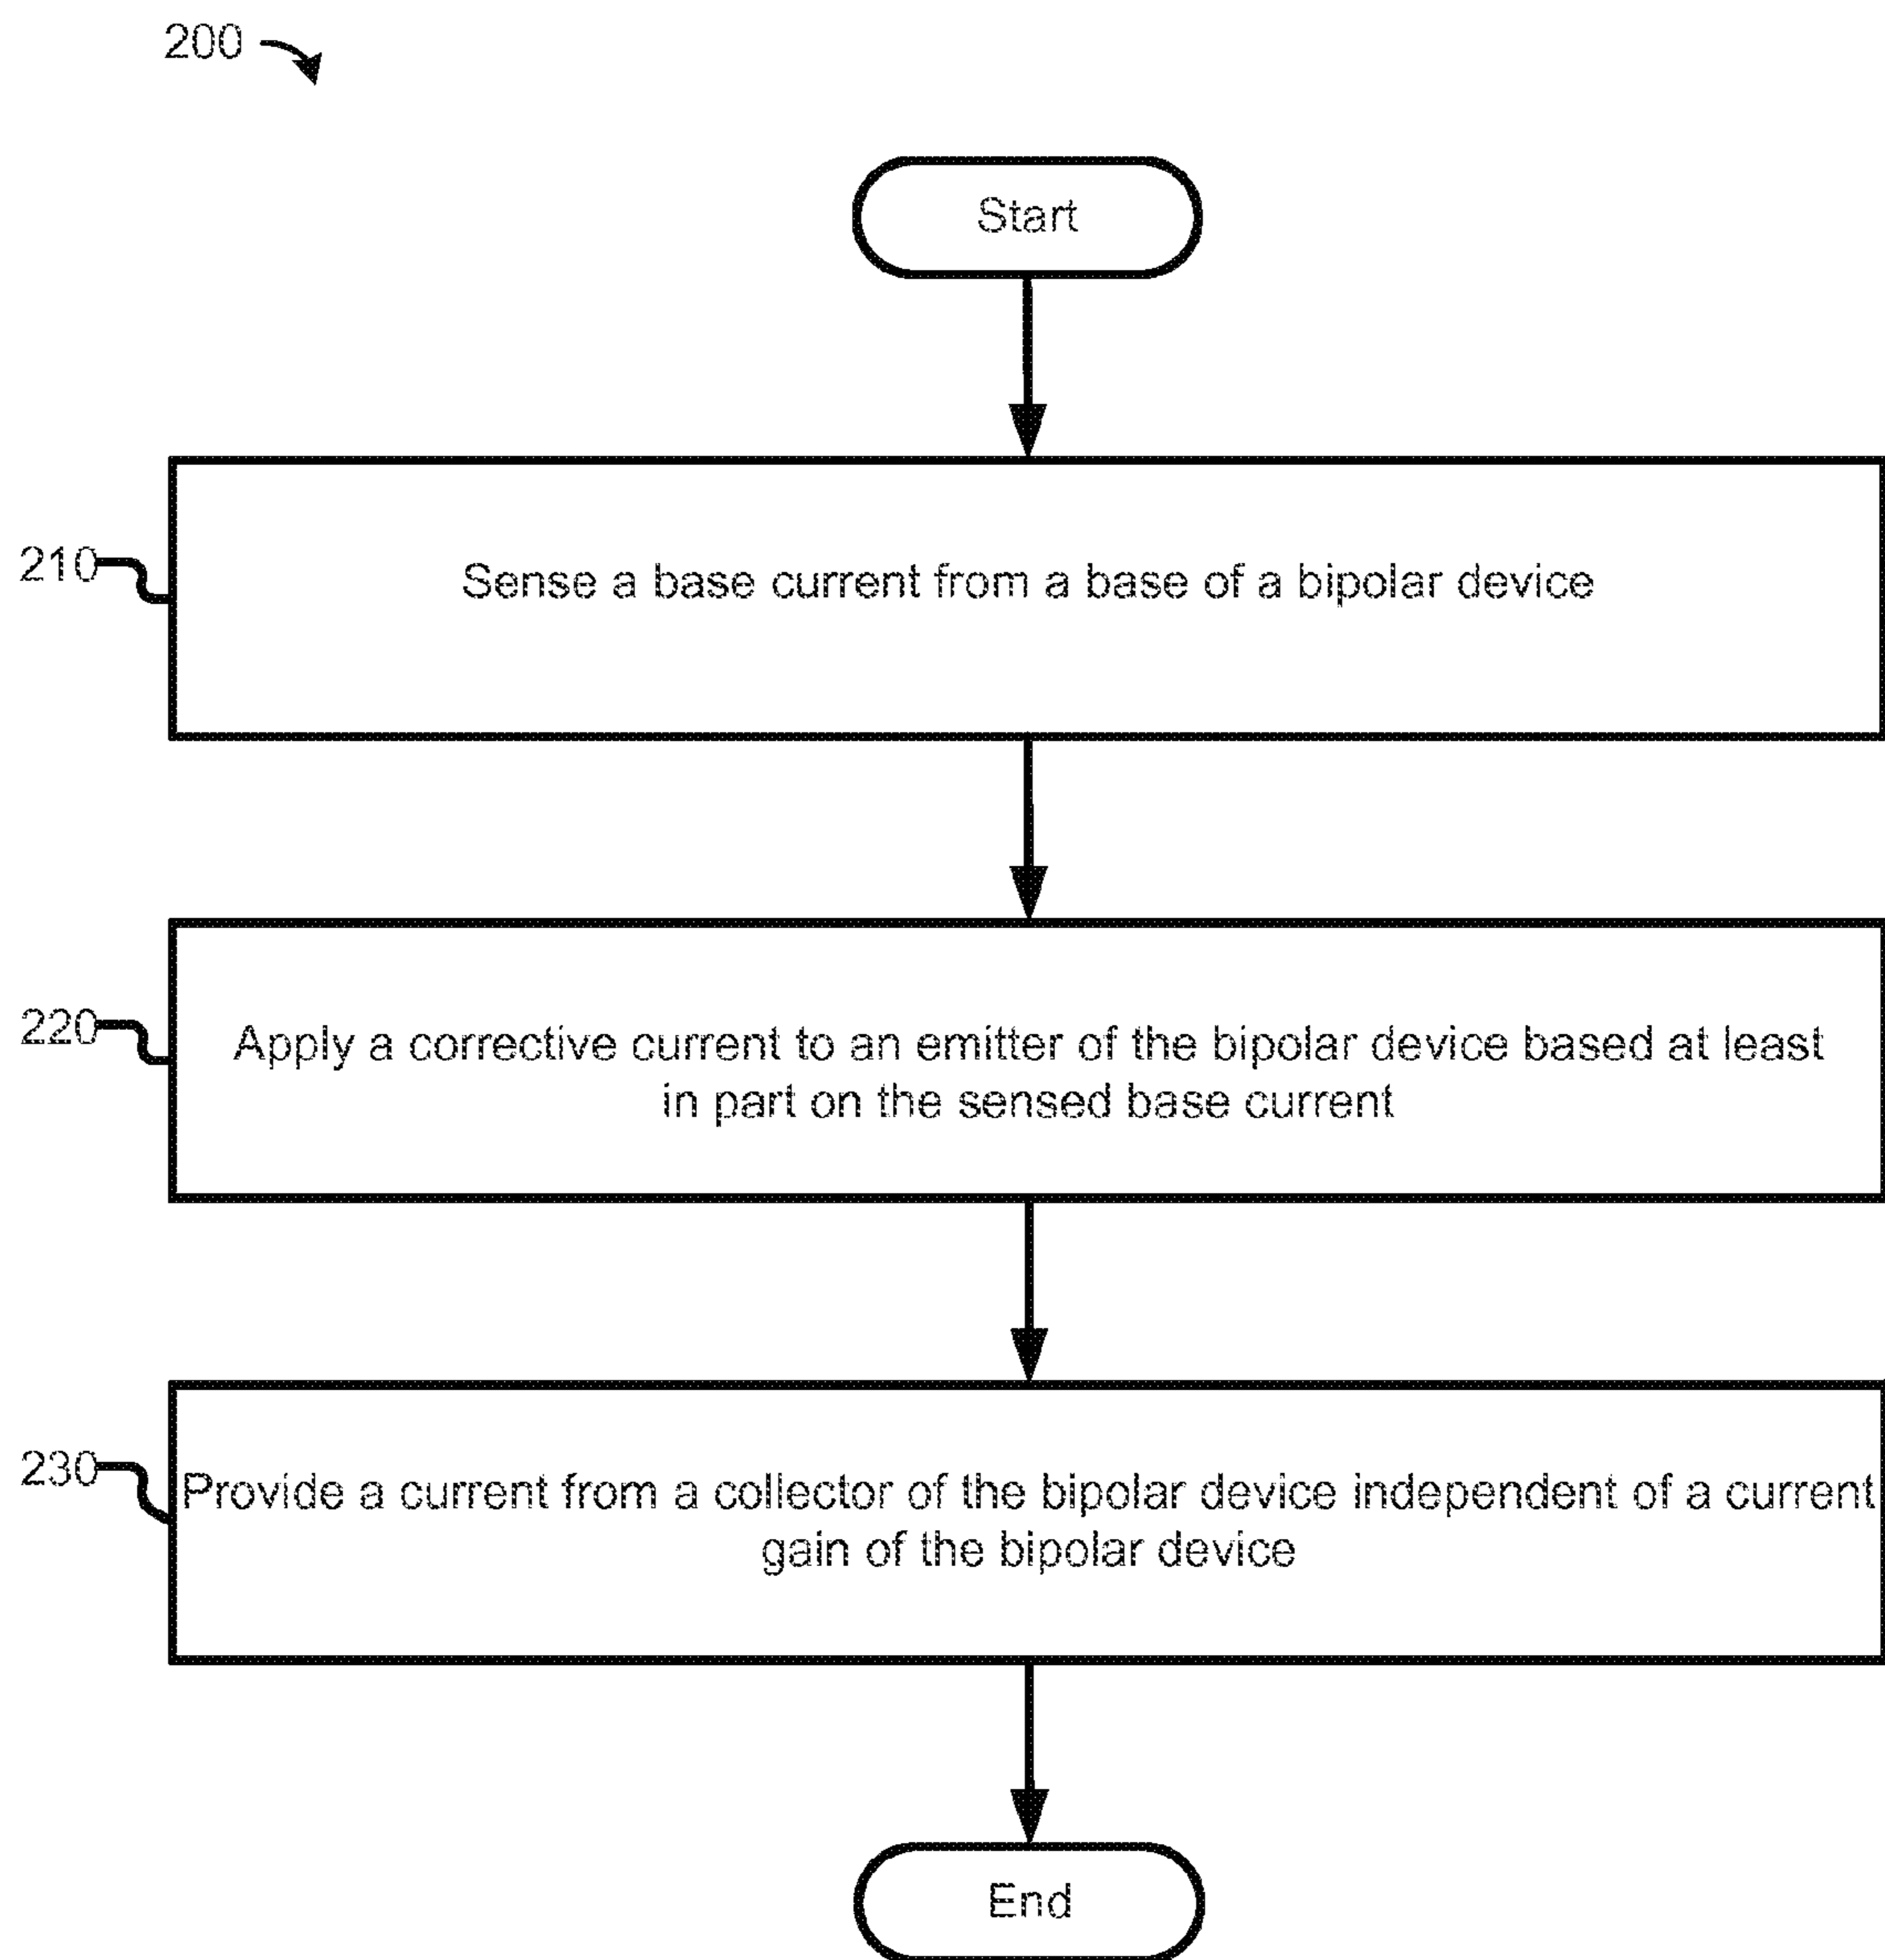 200
Start
210
Sense a base current from a base of a bipolar device
220
Apply a corrective current to an emitter of the bipolar device based at least
in part on the sensed base current
230
Provide a current from a collector of the bipolar device independent of a current
gain of the bipolar device
End